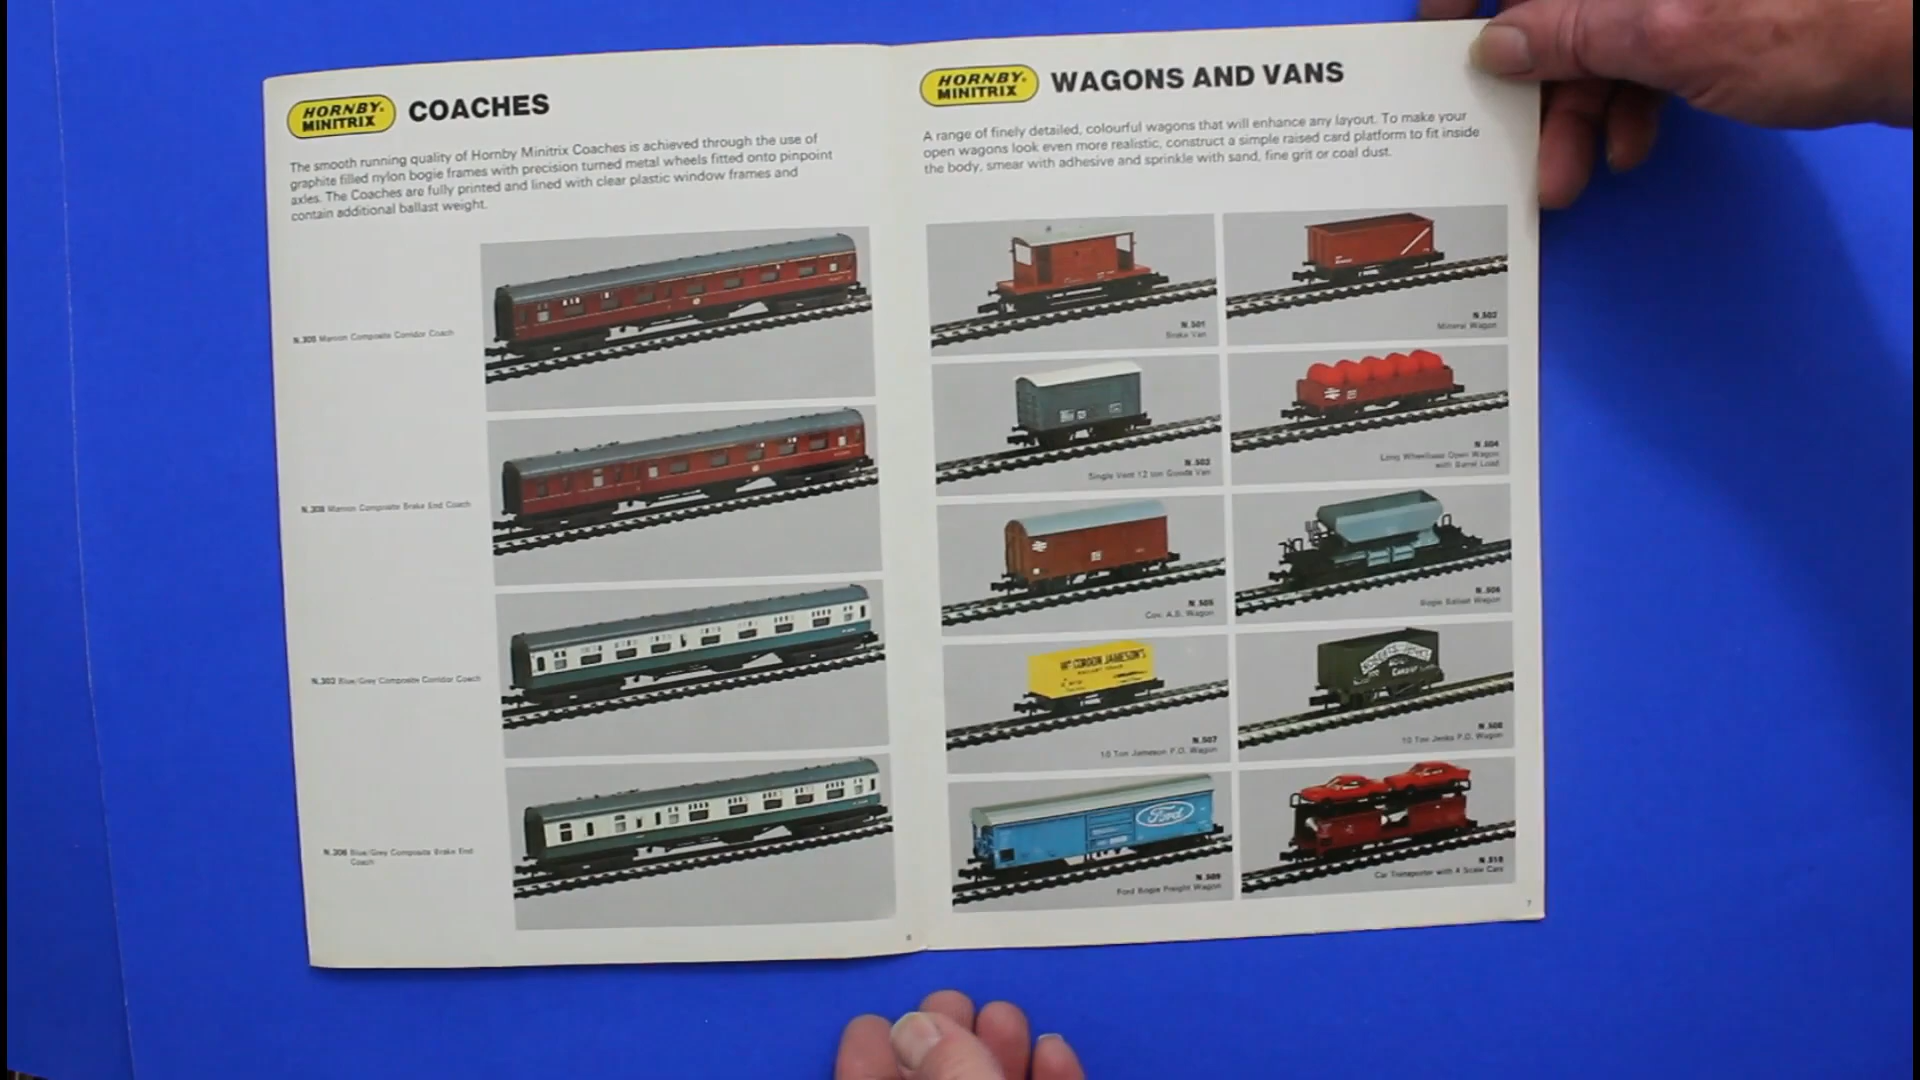 HORNBY.
MINITRIX
COACHES
The smooth running quality of Hornby Minitrix Coaches is achieved through the use of
graphite filled nylon bogie frames with precision turned metal wheels fitted onto pinpoint
axles. The Coaches are fully printed and lined with clear plastic window frames and
contain additional ballast weight.
N.305 Maroon Composite Corridor Coach
Maroon Composite Brake End Coach
Blue/Grey Composite Corridor Coach
N.306 Blue/Grey Composite Brake End
Coach
6
HORNBY.
MINITRIX
WAGONS AND VANS
A range of finely detailed, colourful wagons that will enhance any layout. To make your
open wagons look even more realistic, construct a simple raised card platform to fit inside
the body, smear with adhesive and sprinkle with sand, fine grit or coal dust.
N.501
Brake Van
N.502
Mineral Wagon
N.503
Single Vent 12 ton Goods Van
N.504
Long Wheelbase Open Wagon
with Barrel Load
N.505
Cov. A.B. Wagon
N.506
Bogie Ballast Wagon
Wm GORDON JAMESON'S
N.507
10 Ton Jameson P.O. Wagon
N.508
10 Ton Jenks P.O. Wagon
Ford
N.509
Ford Bogie Freight Wagon
N.510
Car Transporter with 4 Scale Cars
7